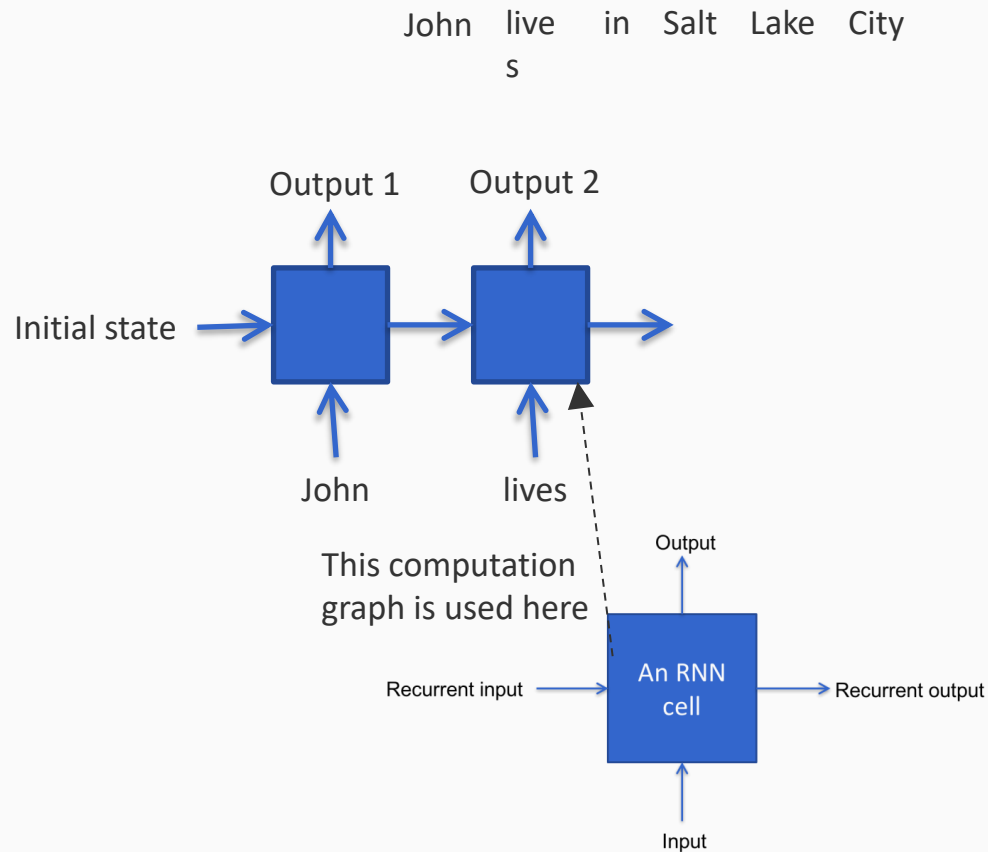 John live in Salt Lake City
s
Output 1 Output 2
Initial state
John lives
This computation
graph is used here
Output
An RNN
cell
Recurrent input
Recurrent output
Input